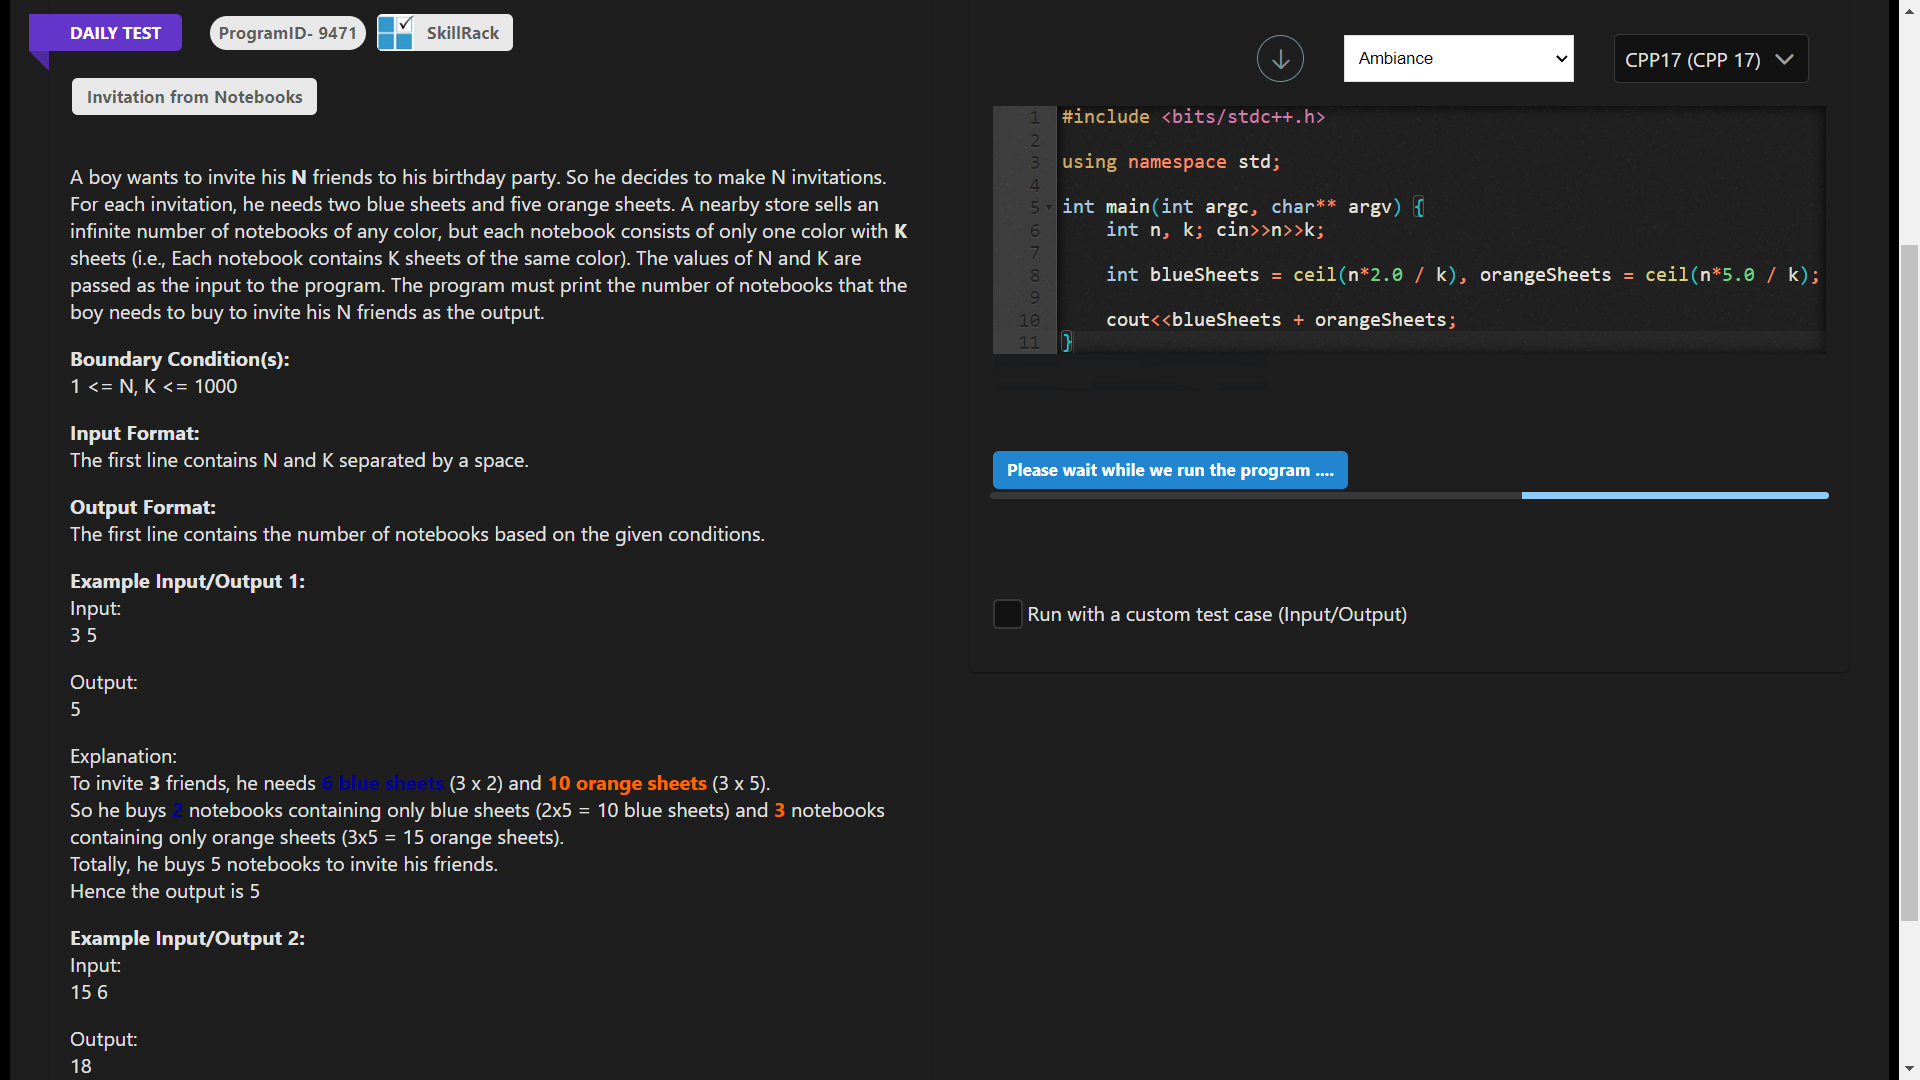 DAILY TEST
ProgramID- 9471
SkillRack
Invitation from Notebooks
A boy wants to invite his N friends to his birthday party. So he decides to make N invitations.
For each invitation, he needs two blue sheets and five orange sheets. A nearby store sells an
infinite number of notebooks of any color, but each notebook consists of only one color with K
sheets (i.e., Each notebook contains K sheets of the same color). The values of N and K are
passed as the input to the program. The program must print the number of notebooks that the
boy needs to buy to invite his N friends as the output.
Boundary Condition(s):
1 <= N, K <= 1000
Input Format:
The first line contains N and K separated by a space.
Output Format:
The first line contains the number of notebooks based on the given conditions.
Example Input/Output 1:
Input:
3 5
Output:
5
Explanation:
To invite 3 friends, he needs 6 blue sheets (3 x 2) and 10 orange sheets (3 x 5).
So he buys 2 notebooks containing only blue sheets (2x5 = 10 blue sheets) and 3 notebooks
containing only orange sheets (3x5 = 15 orange sheets).
Totally, he buys 5 notebooks to invite his friends.
Hence the output is 5
Example Input/Output 2:
Input:
15 6
Output:
18
Ambiance
CPP17 (CPP 17)
1 #include <bits/stdc++.h>
2
3 using namespace std;
4
5 int main(int argc, char** argv) {
6 int n, k; cin>>n>>k;
7
8 int blueSheets = ceil(n*2.0 / k), orangeSheets = ceil(n*5.0 / k);
9
10 cout<<blueSheets + orangeSheets;
11 }
Please wait while we run the program ....
Run with a custom test case (Input/Output)